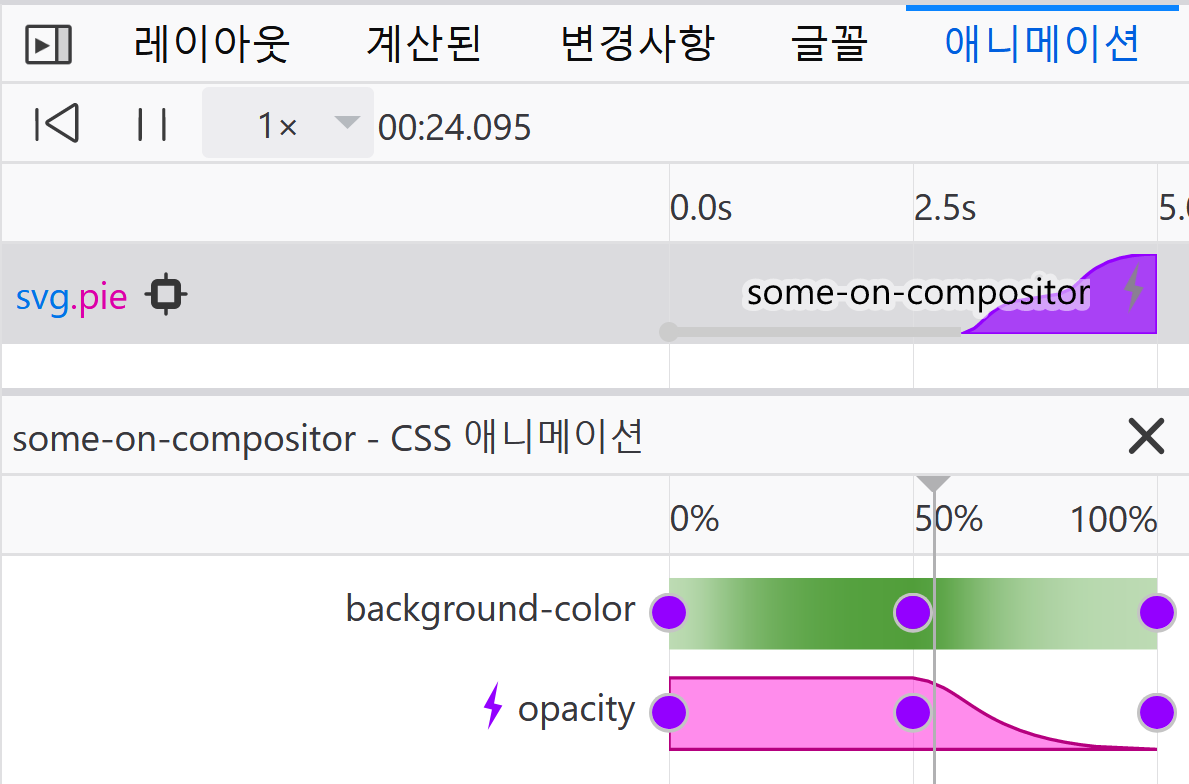 레이아웃 계산된 변경사항 글꼴 애니메이션
1× 00:24.095
0.0s 2.5s 5.0
svg.pie some-on-compositor
some-on-compositor - CSS 애니메이션
0% 50% 100%
background-color
opacity